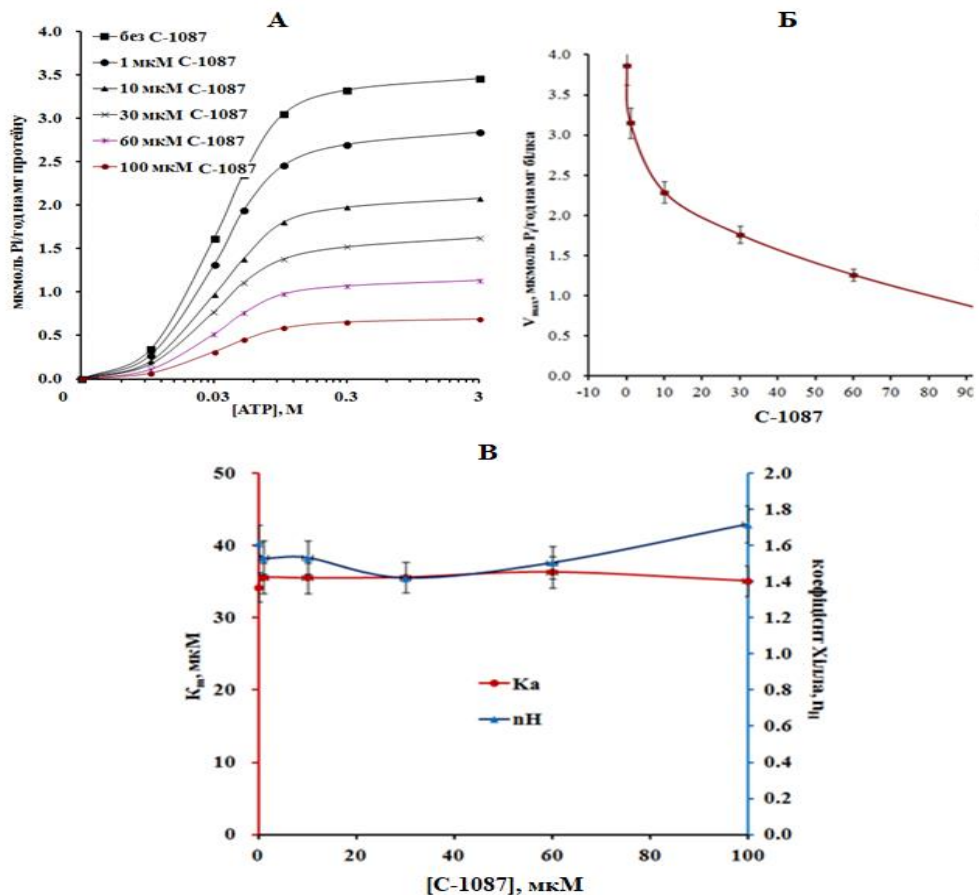 А
без С-1087
1 мкМ С-1087
10 мкМ С-1087
30 мкМ С-1087
60 мкМ С-1087
100 мкМ С-1087
мкмоль Pi/год на мг протеїну
4.0
3.5
3.0
2.5
2.0
1.5
1.0
0.5
0.0
0
0.03
0.3
3
[ATP], M
Б
Vmax, мкмоль Pi/год на мг білка
4.0
3.5
3.0
2.5
2.0
1.5
1.0
0.5
0.0
-10 0 10 20 30 40 50 60 70 80 90
С-1087
В
Km, мкМ
50
40
30
20
10
0
Ka
nH
коефіцієнт Хілла, nH
2.0
1.8
1.6
1.4
1.2
1.0
0.8
0.6
0.4
0.2
0.0
0 20 40 60 80 100
[С-1087], мкМ